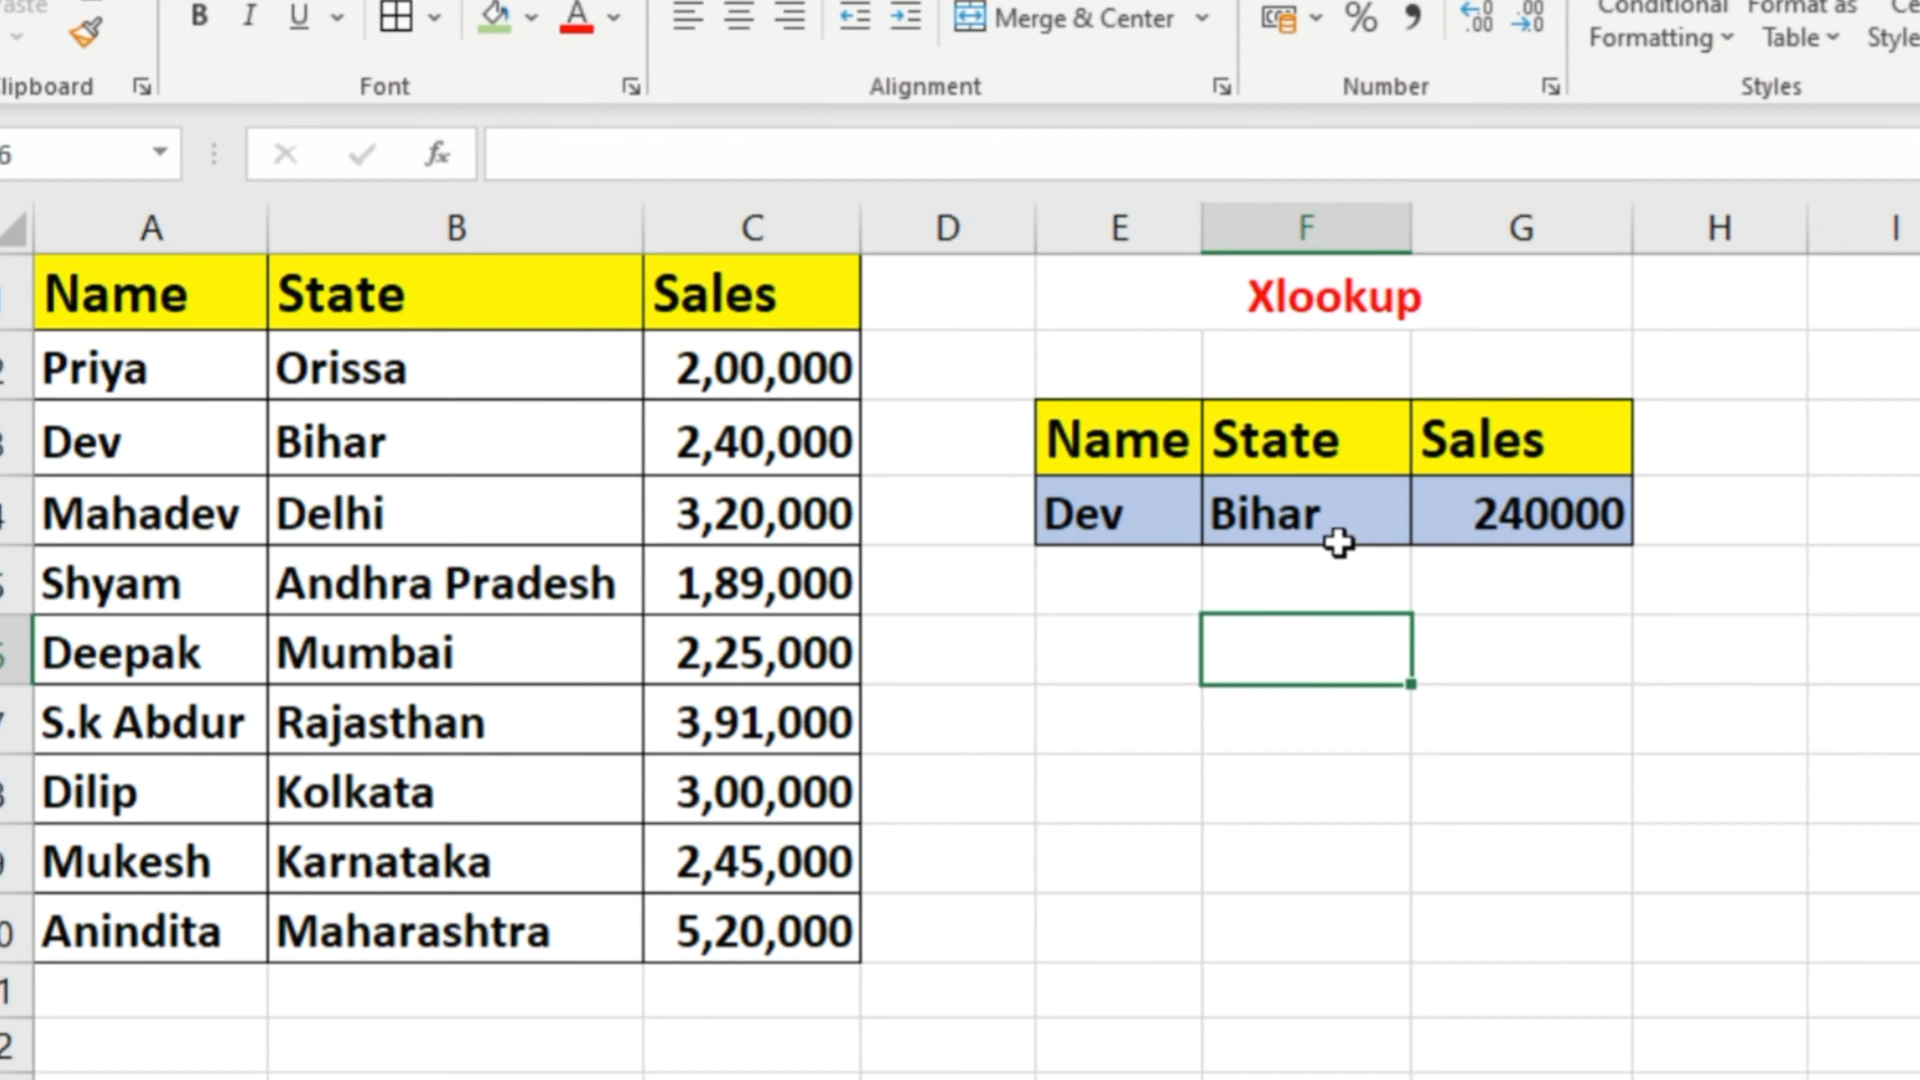 B I U A Merge & Center % Conditional Format as
Formatting Table
Font Alignment Number Styles
fx
A B C D E F G H I
Name State Sales Xlookup
Priya Orissa 2,00,000
Dev Bihar 2,40,000 Name State Sales
Mahadev Delhi 3,20,000 Dev Bihar 240000
Shyam Andhra Pradesh 1,89,000
Deepak Mumbai 2,25,000
S.k Abdur Rajasthan 3,91,000
Dilip Kolkata 3,00,000
Mukesh Karnataka 2,45,000
Anindita Maharashtra 5,20,000